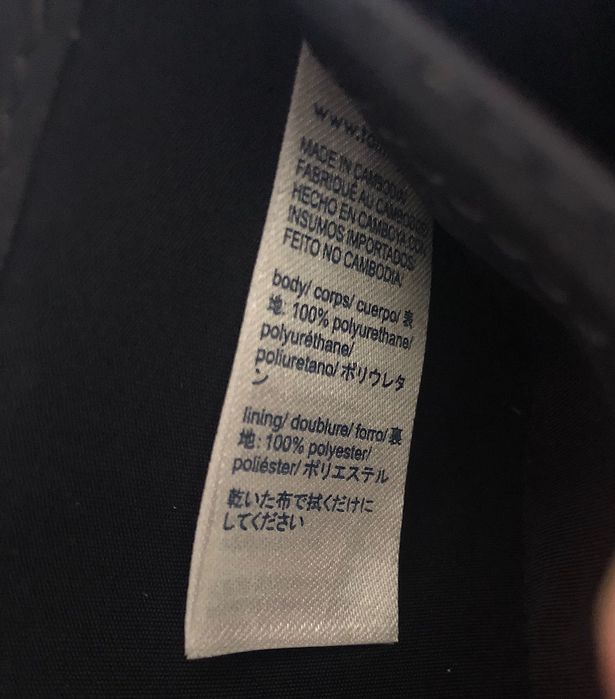 MADE IN CAMBODIA
FABRIQUÉ AU CAMBODGE
HECHO EN CAMBOYA
INSUMOS IMPORTADOS
FEITO NO CAMBODIA
body/ corps/ cuerpo/ 表
地: 100% polyurethane/
polyuréthane/
poliuretano/ ポリウレタ
ン
lining/ doublure/ forro/ 裏
地: 100% polyester/
poliéster/ ポリエステル
乾いた布で拭くだけに
してください